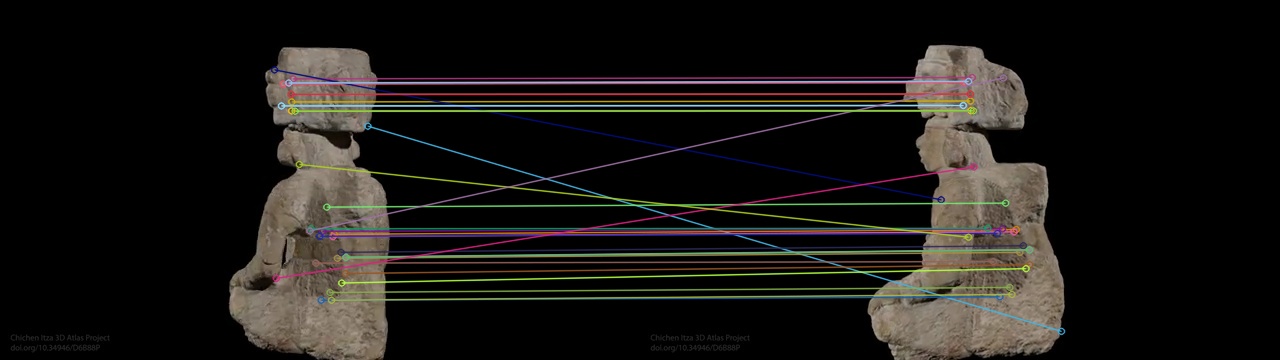 Chichen Itza 3D Atlas Project
doi.org/10.34946/D6B88P
Chichen Itza 3D Atlas Project
doi.org/10.34946/D6B88P